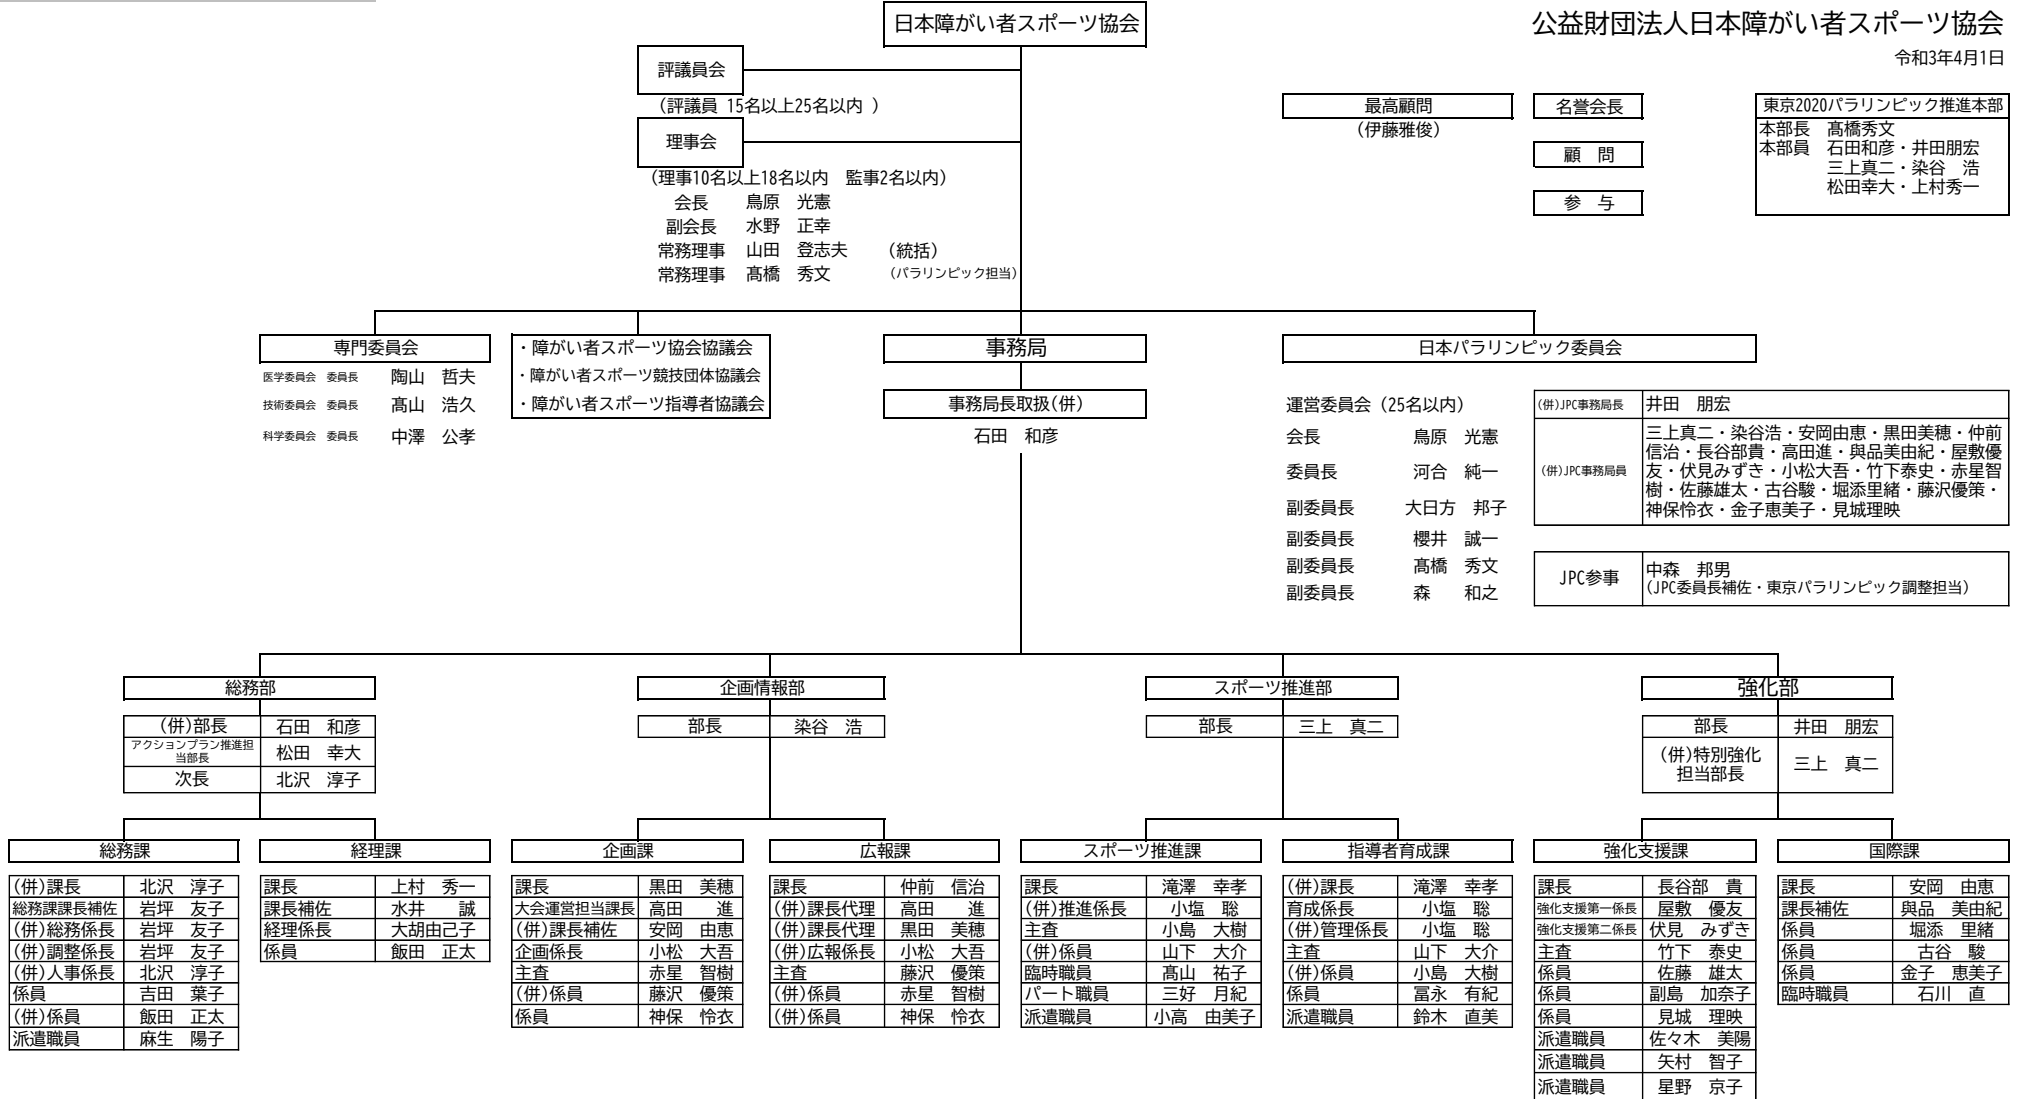 日本障がい者スポーツ協会
公益財団法人日本障がい者スポーツ協会
令和3年4月1日
評議員会
（評議員 15名以上25名以内 ）
理事会
（理事10名以上18名以内　監事2名以内）
会長　鳥原　光憲
副会長　水野　正幸
常務理事　山田　登志夫　（統括）
常務理事　髙橋　秀文　（パラリンピック担当）
最高顧問
（伊藤雅俊）
名誉会長
顧　問
参　与
東京2020パラリンピック推進本部
本部長　髙橋秀文
本部員　石田和彦・井田朋宏
三上真二・染谷　浩
松田幸大・上村秀一
専門委員会
医学委員会　委員長　陶山　哲夫
技術委員会　委員長　髙山　浩久
科学委員会　委員長　中澤　公孝
・障がい者スポーツ協会協議会
・障がい者スポーツ競技団体協議会
・障がい者スポーツ指導者協議会
事務局
事務局長取扱(併)
石田　和彦
日本パラリンピック委員会
運営委員会（25名以内）
会長　鳥原　光憲
委員長　河合　純一
副委員長　大日方　邦子
副委員長　櫻井　誠一
副委員長　髙橋　秀文
副委員長　森　和之
(併)JPC事務局長　井田　朋宏
(併)JPC事務局員
三上真二・染谷浩・安岡由恵・黒田美穂・仲前
信治・長谷部貴・高田進・與品美由紀・屋敷優
友・伏見みずき・小松大吾・竹下泰史・赤星智
樹・佐藤雄太・古谷駿・堀添里緒・藤沢優策・
神保怜衣・金子恵美子・見城理映
JPC参事
中森　邦男
(JPC委員長補佐・東京パラリンピック調整担当)
総務部
(併)部長　石田　和彦
アクションプラン推進担
当部長
松田　幸大
次長　北沢　淳子
企画情報部
部長　染谷　浩
スポーツ推進部
部長　三上　真二
強化部
部長　井田　朋宏
(併)特別強化
担当部長
三上　真二
総務課
(併)課長　北沢　淳子
総務課課長補佐　岩坪　友子
(併)総務係長　岩坪　友子
(併)調整係長　岩坪　友子
(併)人事係長　北沢　淳子
係員　吉田　葉子
(併)係員　飯田　正太
派遣職員　麻生　陽子
経理課
課長　上村　秀一
課長補佐　水井　誠
経理係長　大胡由己子
係員　飯田　正太
企画課
課長　黒田　美穂
大会運営担当課長　高田　進
(併)課長補佐　安岡　由恵
企画係長　小松　大吾
主査　赤星　智樹
(併)係員　藤沢　優策
係員　神保　怜衣
広報課
課長　仲前　信治
(併)課長代理　高田　進
(併)課長代理　黒田　美穂
(併)広報係長　小松　大吾
主査　藤沢　優策
(併)係員　赤星　智樹
(併)係員　神保　怜衣
スポーツ推進課
課長　滝澤　幸孝
(併)推進係長　小塩　聡
主査　小島　大樹
(併)係員　山下　大介
臨時職員　髙山　祐子
パート職員　三好　月紀
派遣職員　小高　由美子
指導者育成課
(併)課長　滝澤　幸孝
育成係長　小塩　聡
(併)管理係長　小塩　聡
主査　山下　大介
(併)係員　小島　大樹
係員　冨永　有紀
派遣職員　鈴木　直美
強化支援課
課長　長谷部　貴
強化支援第一係長　屋敷　優友
強化支援第二係長　伏見　みずき
主査　竹下　泰史
係員　佐藤　雄太
係員　副島　加奈子
係員　見城　理映
派遣職員　佐々木　美陽
派遣職員　矢村　智子
派遣職員　星野　京子
国際課
課長　安岡　由恵
課長補佐　與品　美由紀
係員　堀添　里緒
係員　古谷　駿
係員　金子　恵美子
臨時職員　石川　直